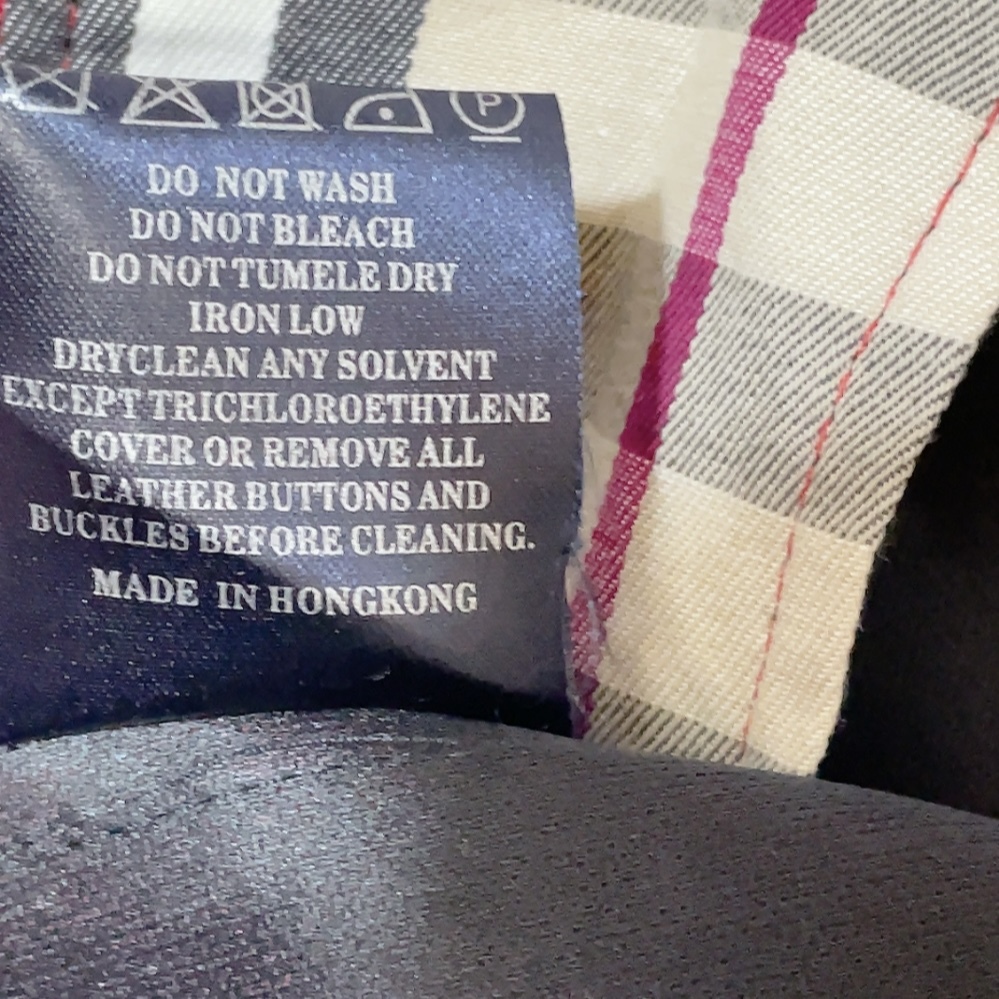 P
DO NOT WASH
DO NOT BLEACH
DO NOT TUMELE DRY
IRON LOW
DRYCLEAN ANY SOLVENT
EXCEPT TRICHLOROETHYLENE
COVER OR REMOVE ALL
LEATHER BUTTONS AND
BUCKLES BEFORE CLEANING.
MADE IN HONGKONG